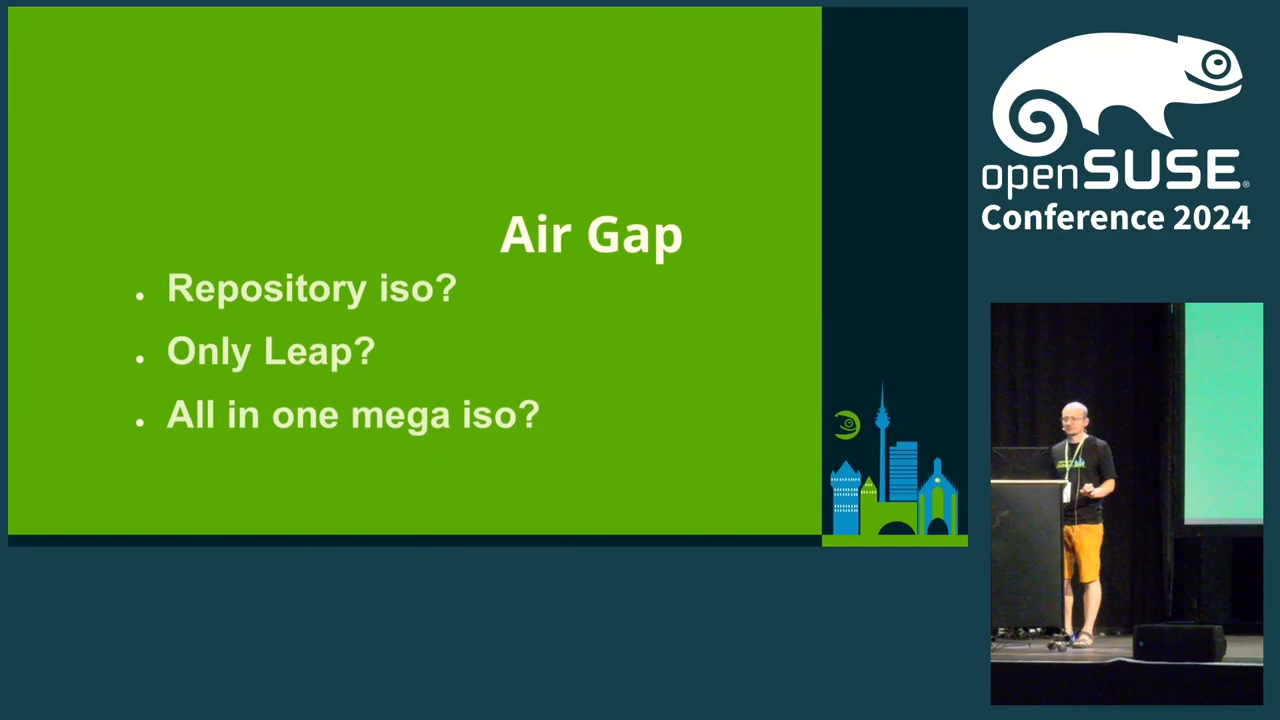 Air Gap
Repository iso?
Only Leap?
All in one mega iso?
openSUSE®
Conference 2024